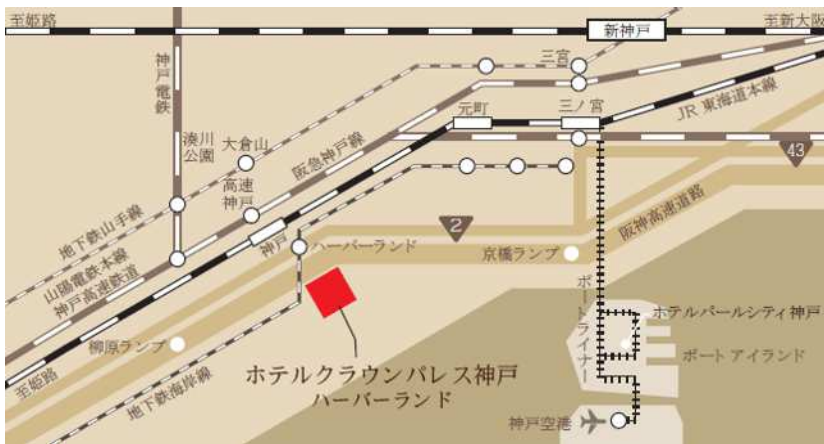 至姫路
新神戸
至新大阪
神戸電鉄
三宮
JR東海道本線
元町
三ノ宮
湊川
公園
大倉山
阪急神戸線
43
高速
神戸
地下鉄山手線
2
阪神高速道路
神戸
ハーバーランド
京橋ランプ
山陽電鉄本線
神戸高速鉄道
ポートライナー
ホテルパールシティ神戸
柳原ランプ
ポートアイランド
ホテルクラウンパレス神戸
ハーバーランド
至姫路
地下鉄海岸線
神戸空港